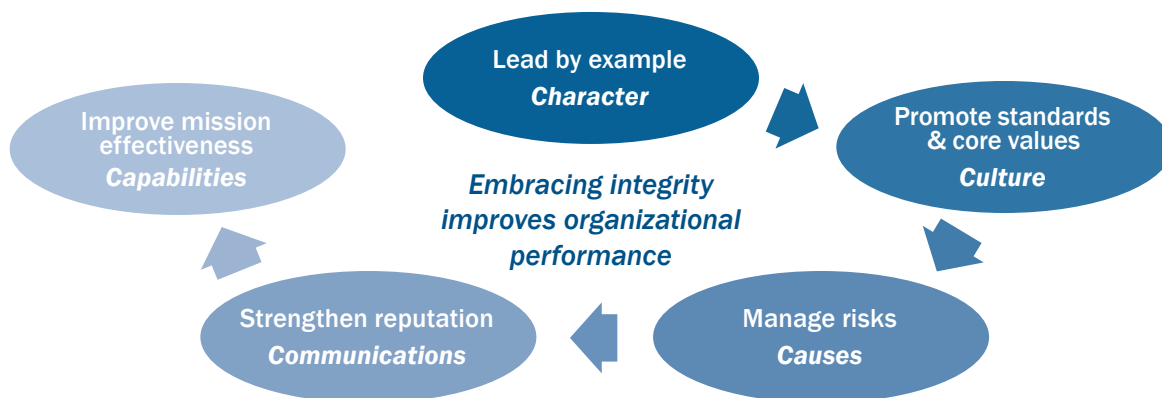 Lead by example
Character
Promote standards
& core values
Culture
Manage risks
Causes
Strengthen reputation
Communications
Improve mission
effectiveness
Capabilities
Embracing integrity
improves organizational
performance